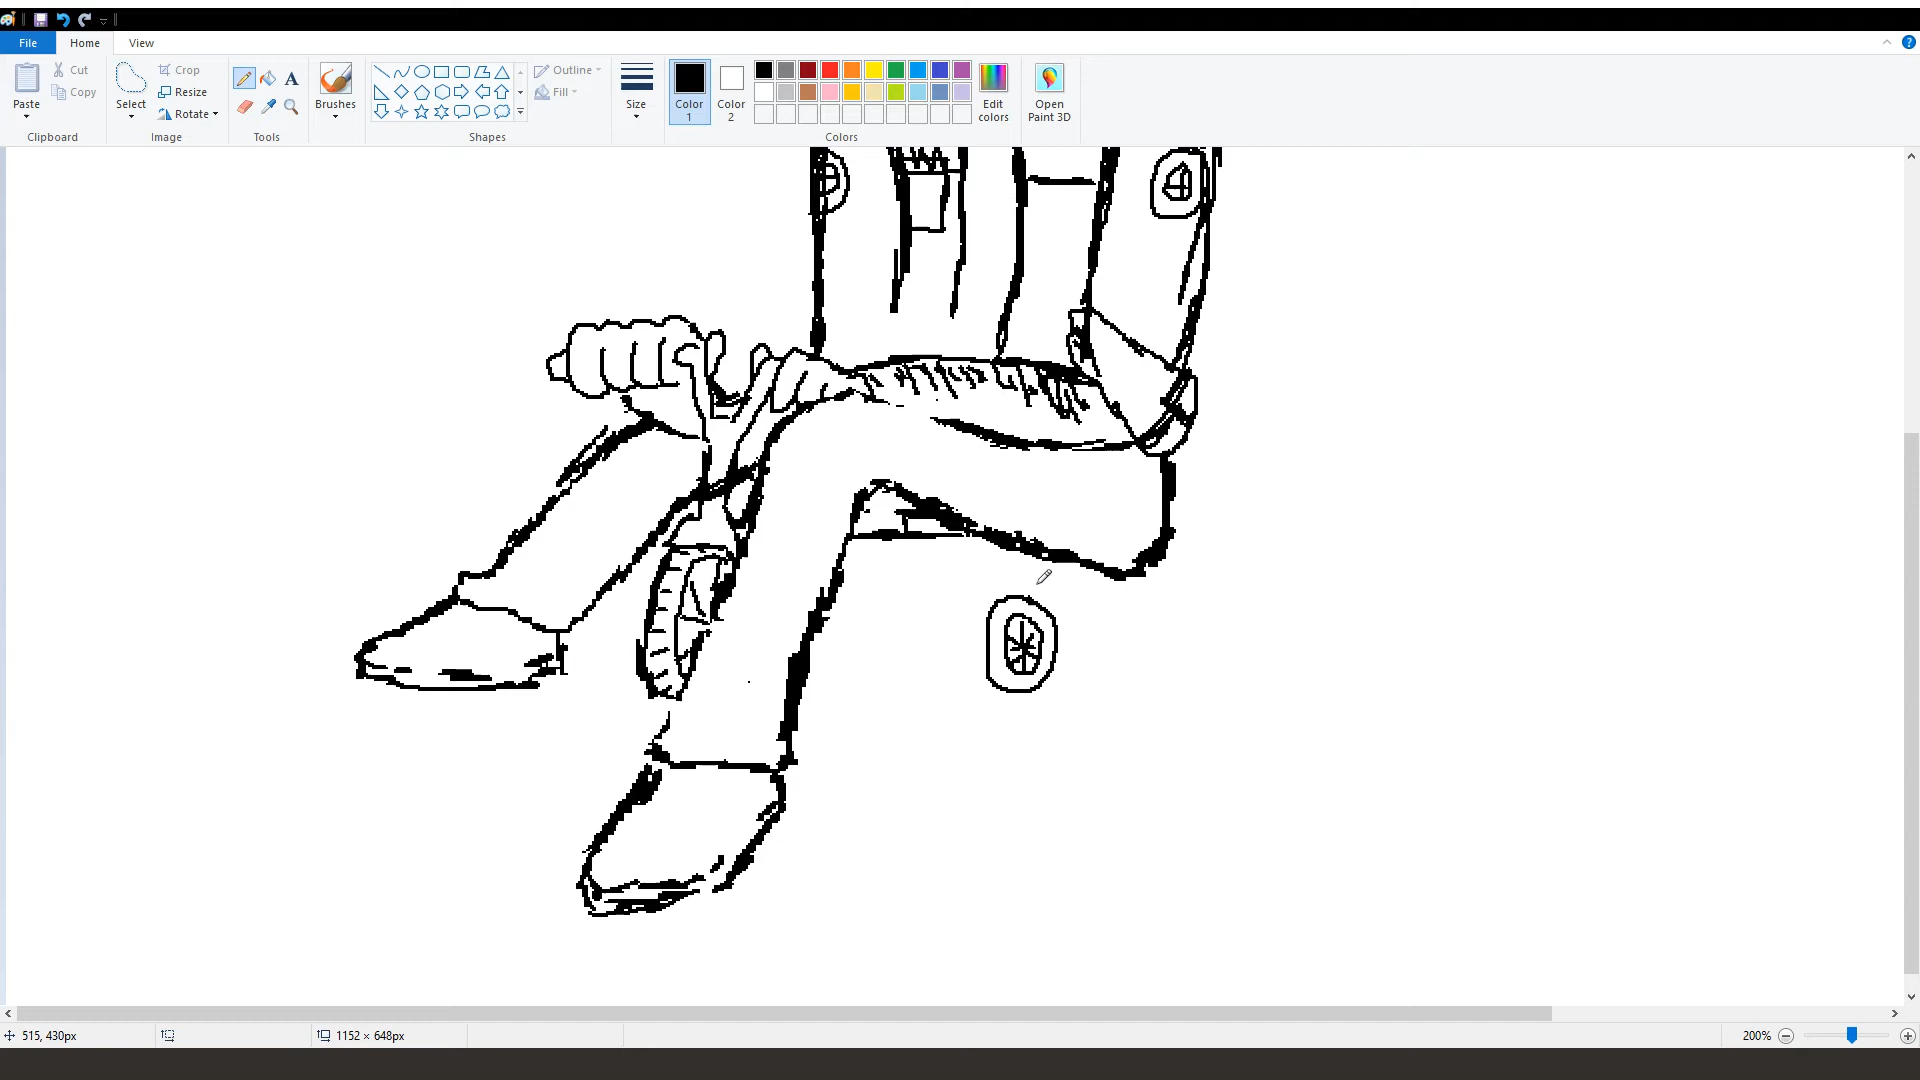 File Home View
Paste
Cut
Copy
Clipboard
Select
Crop
Resize
Rotate
Image
A
Tools
Brushes
Outline
Fill
Shapes
Size
Color
1
Color
2
Edit
colors
Colors
Open
Paint 3D
515, 430px
1152 × 648px
200%